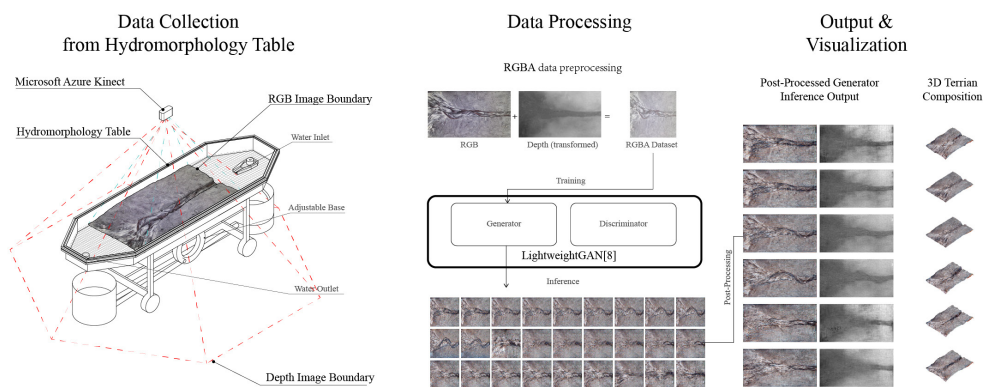 Data Collection
from Hydromorphology Table
Microsoft Azure Kinect
RGB Image Boundary
Hydromorphology Table
Water Inlet
Adjustable Base
Water Outlet
Depth Image Boundary
Data Processing
RGBA data preprocessing
+
=
RGB
Depth (transformed)
RGBA Dataset
Training
Generator
Discriminator
LightweightGAN[8]
Inference
Post-Processing
Output &
Visualization
Post-Processed Generator
Inference Output
3D Terrian
Composition